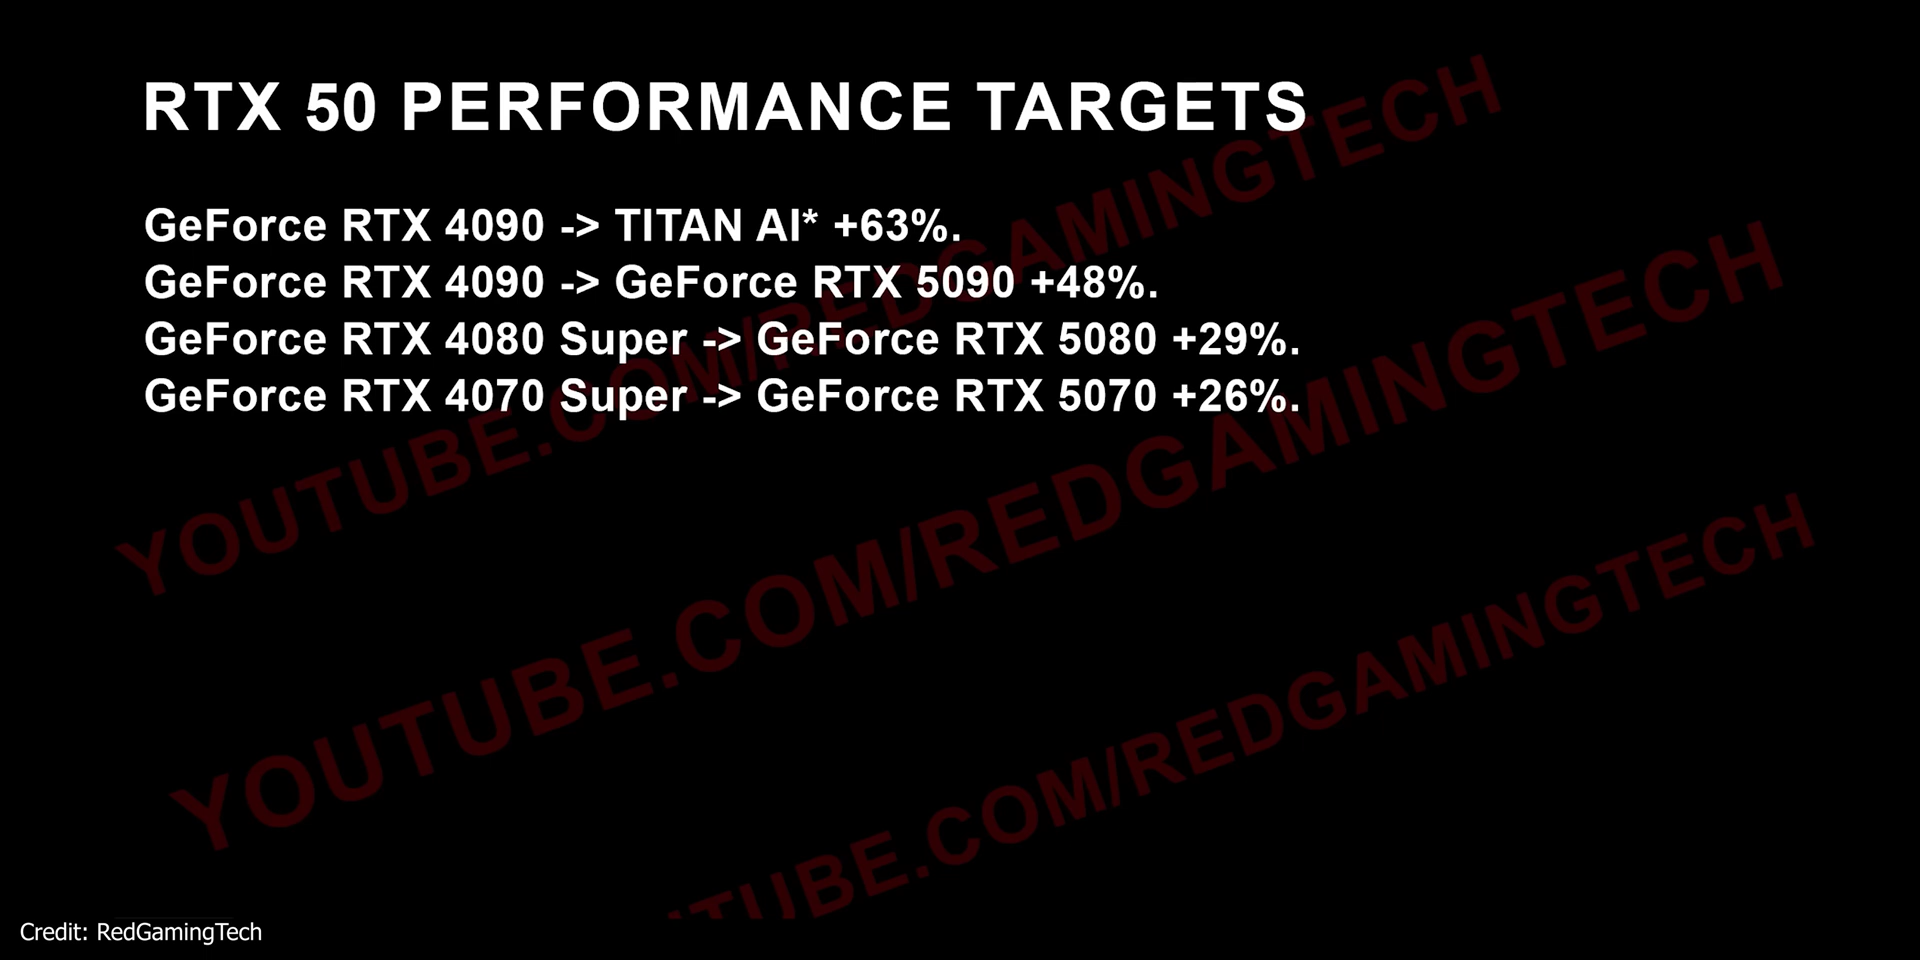 RTX 50 PERFORMANCE TARGETS
GeForce RTX 4090 -> TITAN AI* +63%.
GeForce RTX 4090 -> GeForce RTX 5090 +48%.
GeForce RTX 4080 Super -> GeForce RTX 5080 +29%.
GeForce RTX 4070 Super -> GeForce RTX 5070 +26%.
YOUTUBE.COM/REDGAMINGTECH
YOUTUBE.COM/REDGAMINGTECH
TUBE.COM/REDGAMINGTECH
Credit: RedGamingTech